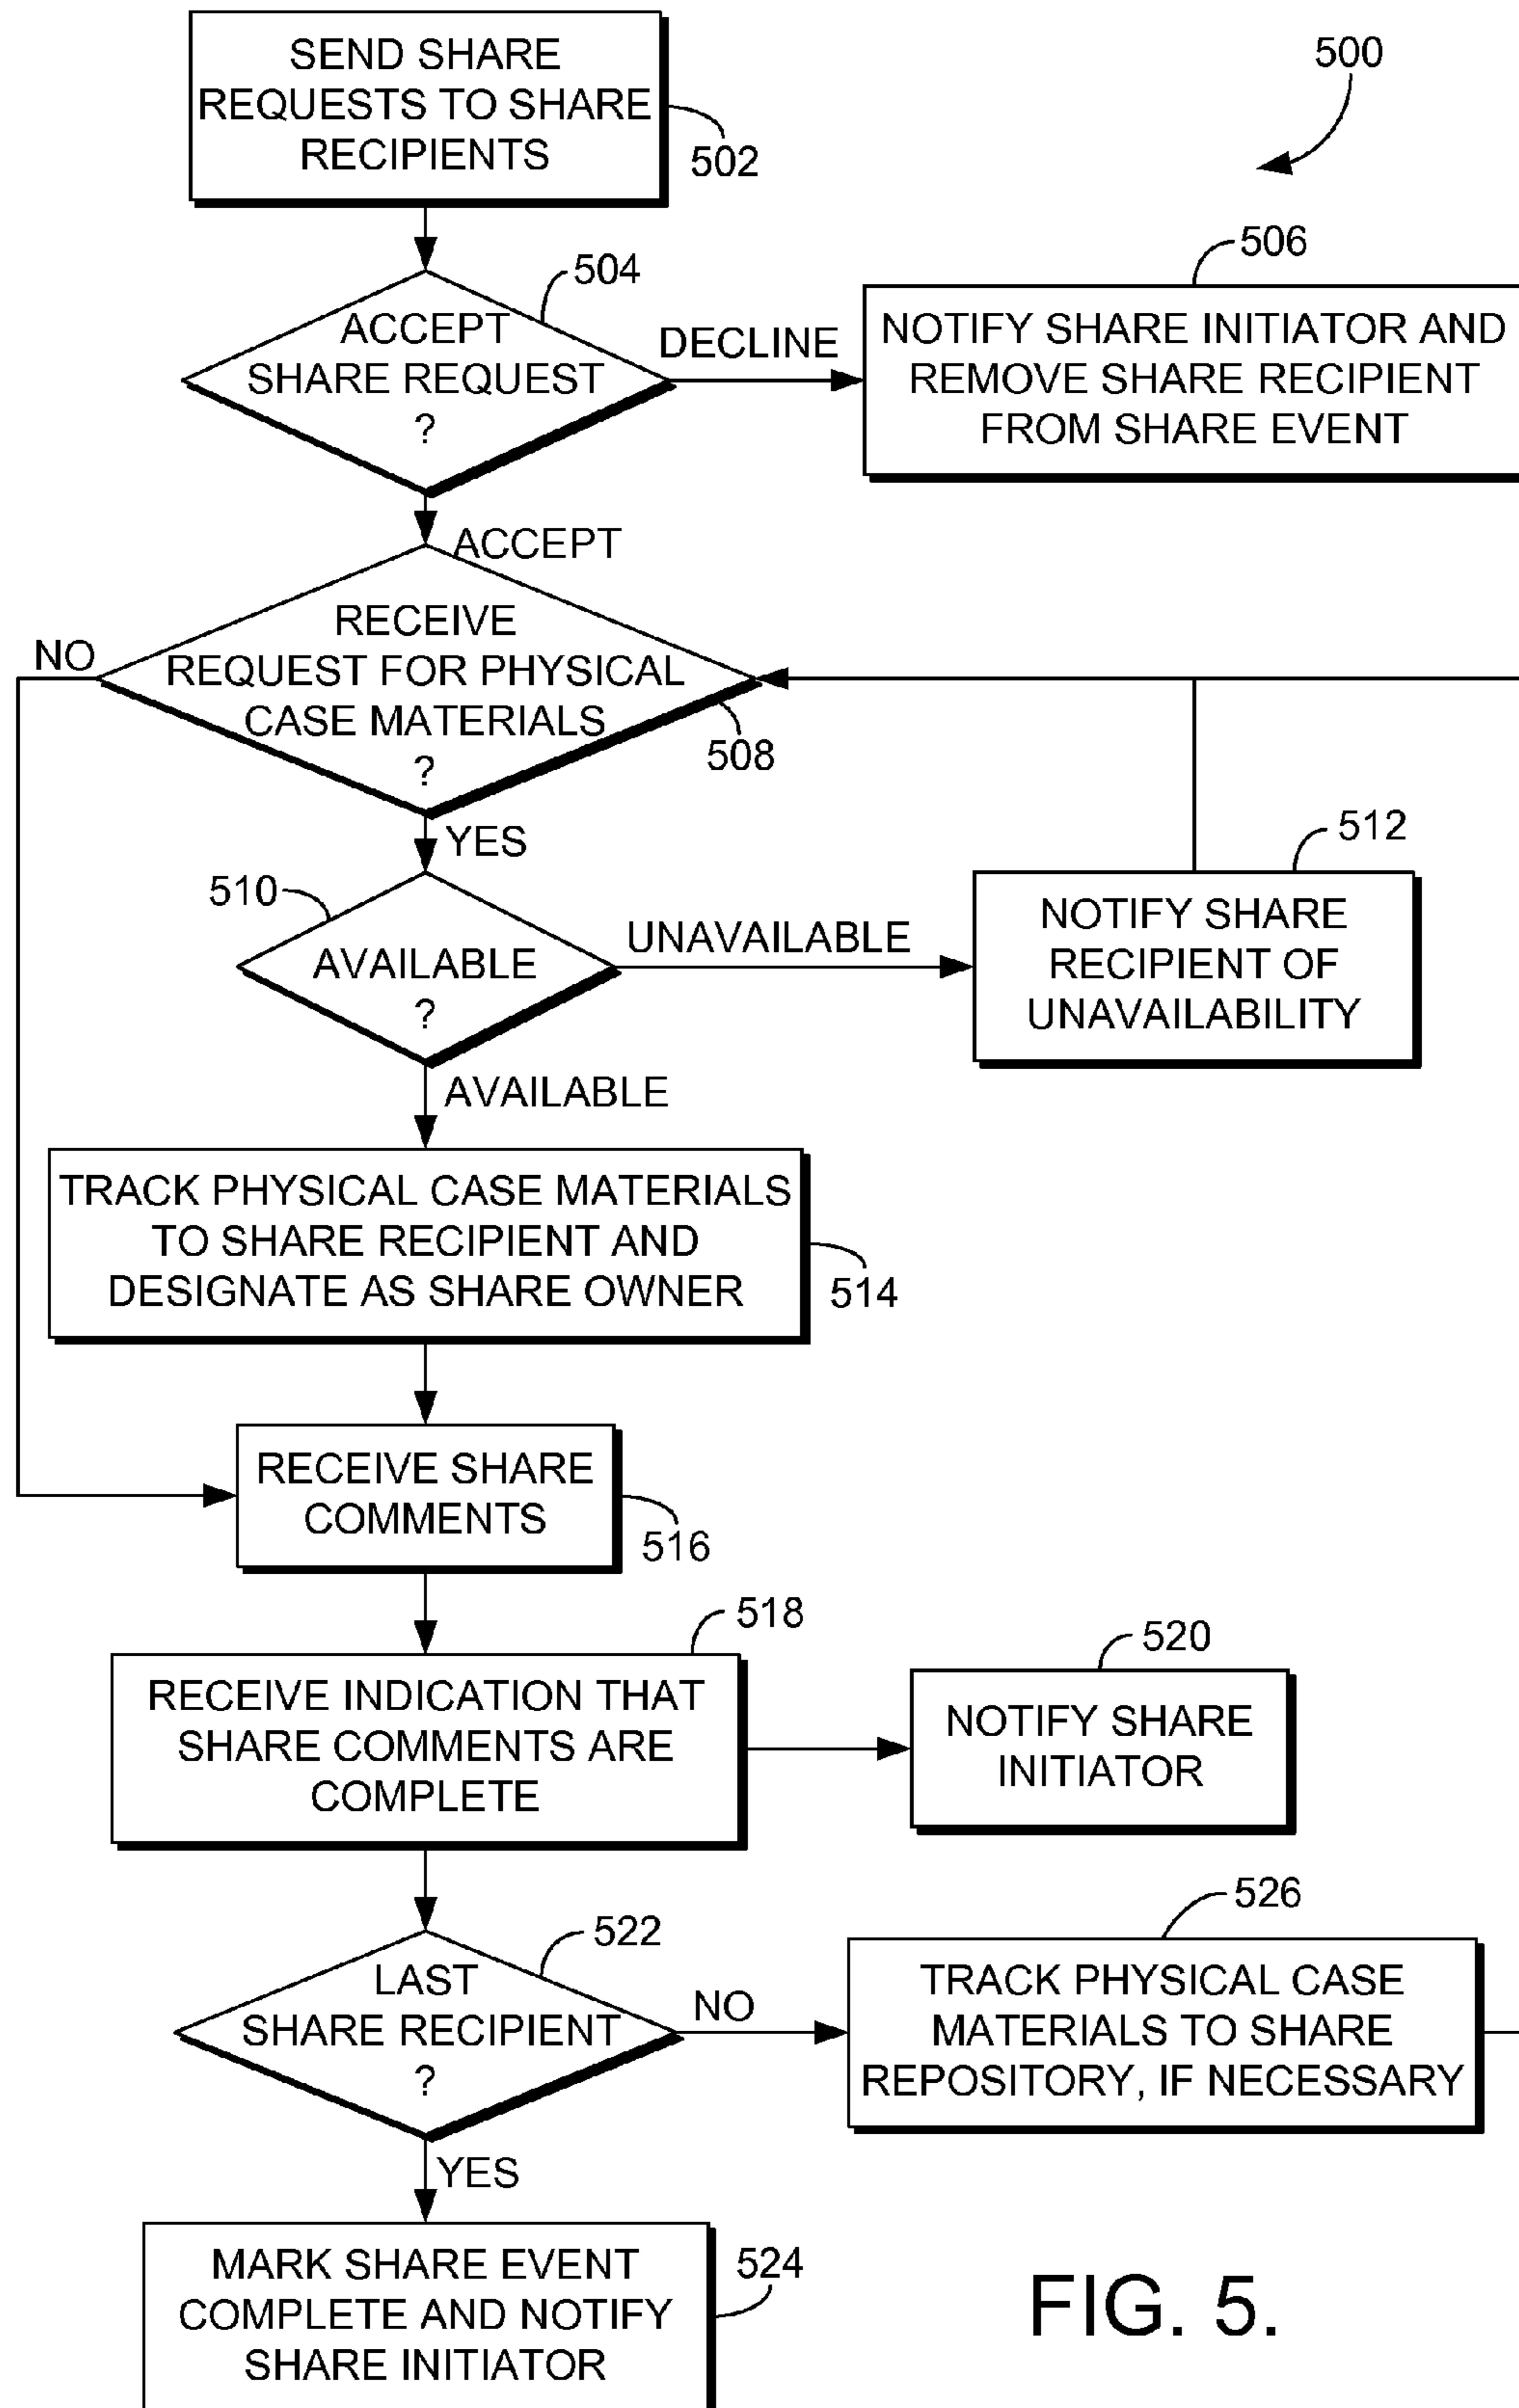 SEND SHARE
REQUESTS TO SHARE
RECIPIENTS
502
500
504
ACCEPT
SHARE REQUEST
?
DECLINE
506
NOTIFY SHARE INITIATOR AND
REMOVE SHARE RECIPIENT
FROM SHARE EVENT
ACCEPT
RECEIVE
REQUEST FOR PHYSICAL
CASE MATERIALS
?
508
NO
YES
510
AVAILABLE
?
UNAVAILABLE
512
NOTIFY SHARE
RECIPIENT OF
UNAVAILABILITY
AVAILABLE
TRACK PHYSICAL CASE MATERIALS
TO SHARE RECIPIENT AND
DESIGNATE AS SHARE OWNER
514
RECEIVE SHARE
COMMENTS
516
518
RECEIVE INDICATION THAT
SHARE COMMENTS ARE
COMPLETE
520
NOTIFY SHARE
INITIATOR
522
LAST
SHARE RECIPIENT
?
NO
526
TRACK PHYSICAL CASE
MATERIALS TO SHARE
REPOSITORY, IF NECESSARY
YES
MARK SHARE EVENT
COMPLETE AND NOTIFY
SHARE INITIATOR
524
FIG. 5.